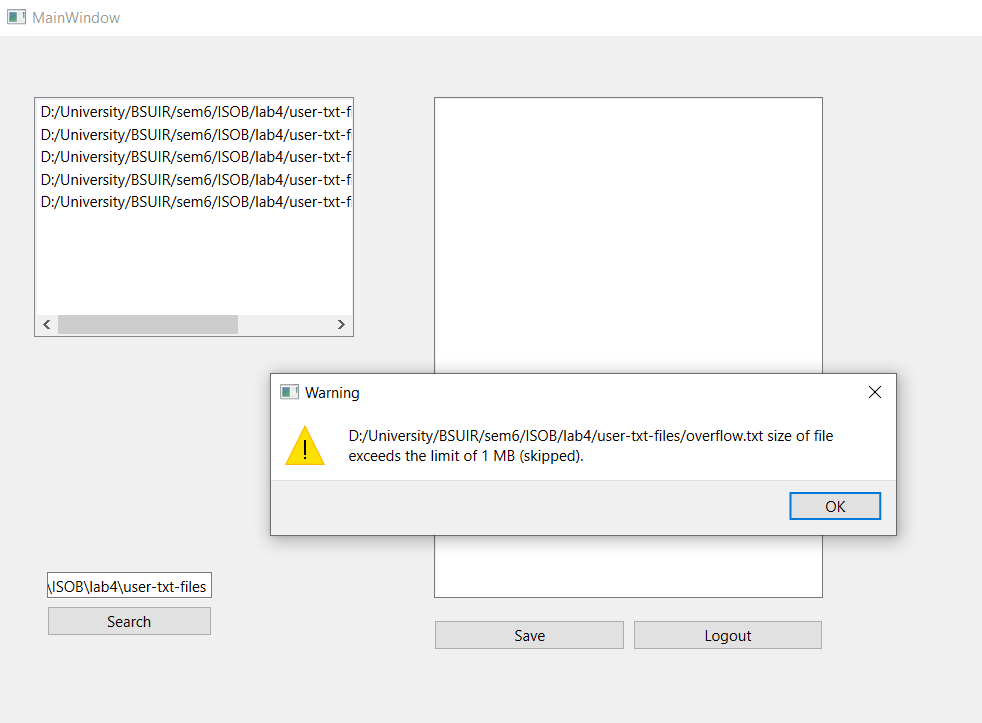 MainWindow
D:/University/BSUIR/sem6/ISOB/lab4/user-txt-f
D:/University/BSUIR/sem6/ISOB/lab4/user-txt-f
D:/University/BSUIR/sem6/ISOB/lab4/user-txt-f
D:/University/BSUIR/sem6/ISOB/lab4/user-txt-f
D:/University/BSUIR/sem6/ISOB/lab4/user-txt-f
Warning
D:/University/BSUIR/sem6/ISOB/lab4/user-txt-files/overflow.txt size of file
exceeds the limit of 1 MB (skipped).
OK
\ISOB\lab4\user-txt-files
Search
Save
Logout